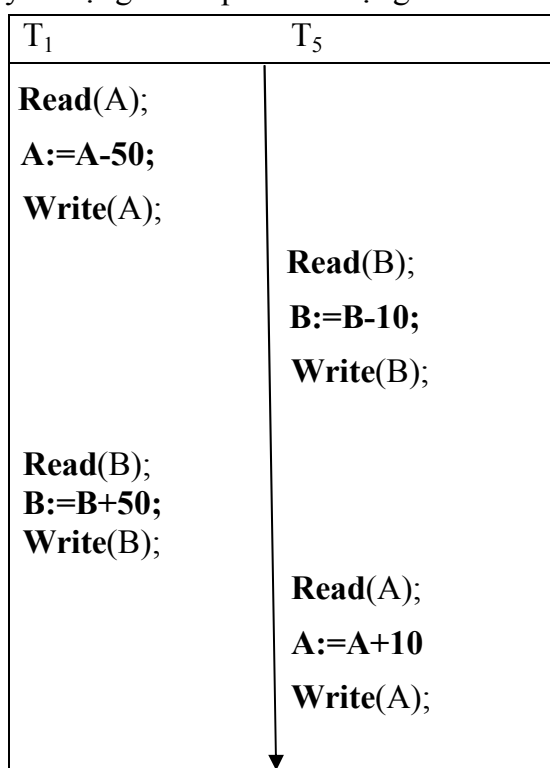 T₁ T₅
Read(A);
A:=A-50;
Write(A);
Read(B);
B:=B-10;
Write(B);
Read(B);
B:=B+50;
Write(B);
Read(A);
A:=A+10
Write(A);